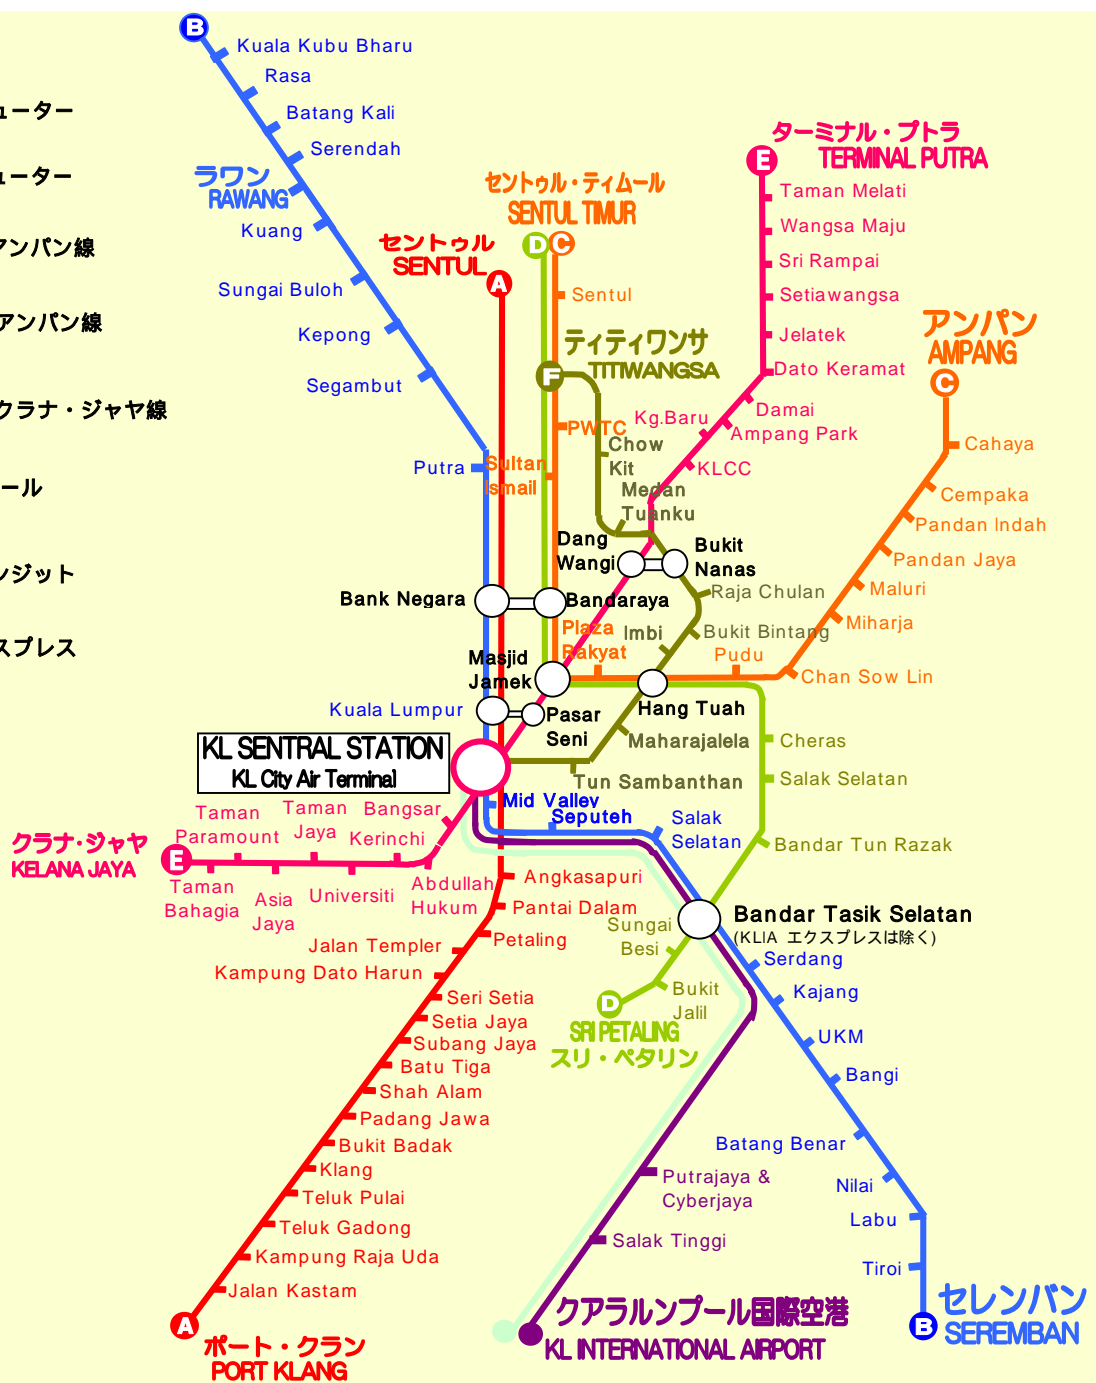 B
Kuala Kubu Bharu
Rasa
ューター
Batang Kali
Serendah
ューター
ラワン
RAWANG
Kuang
アンパン線
Sungai Buloh
Kepong
アンパン線
Segambut
クラナ・ジャヤ線
Putra
ール
ンジット
スプレス
セントゥル
SENTUL
A
セントゥル・ティムール
SENTUL TIMUR
D
C
Sentul
ティティワンサ
TITIWANGSA
F
PWTC
Sultan
Ismail
Chow
Kit
Medan
Tuanku
ターミナル・プトラ
TERMINAL PUTRA
E
Taman Melati
Wangsa Maju
Sri Rampai
Setiawangsa
Jelatek
Dato Keramat
Damai
Kg.Baru
Ampang Park
KLCC
アンパン
AMPANG
C
Cahaya
Cempaka
Pandan Indah
Pandan Jaya
Maluri
Miharja
Chan Sow Lin
Dang
Wangi
Bukit
Nanas
Raja Chulan
Bank Negara
Bandaraya
Plaza
Rakyat
Imbi
Bukit Bintang
Pudu
Masjid
Jamek
Hang Tuah
Kuala Lumpur
Pasar
Seni
Maharajalela
Tun Sambanthan
KL SENTRAL STATION
KL City Air Terminal
Cheras
Salak Selatan
Bandar Tun Razak
Mid Valley
Seputeh
Salak
Selatan
Taman
Paramount
Taman
Jaya
Bangsar
Kerinchi
クラナ・ジャヤ
KELANA JAYA
E
Taman
Bahagia
Asia
Jaya
Universiti
Abdullah
Hukum
Angkasapuri
Pantai Dalam
Petaling
Jalan Templer
Kampung Dato Harun
Seri Setia
Setia Jaya
Subang Jaya
Batu Tiga
Shah Alam
Padang Jawa
Bukit Badak
Klang
Teluk Pulai
Teluk Gadong
Kampung Raja Uda
Jalan Kastam
A
ポート・クラン
PORT KLANG
Bandar Tasik Selatan
(KLIA エクスプレスは除く)
Sungai
Besi
Bukit
Jalil
D
SRI PETALING
スリ・ペタリン
Serdang
Kajang
UKM
Bangi
Batang Benar
Nilai
Labu
Tiroi
Putrajaya &
Cyberjaya
Salak Tinggi
クアラルンプール国際空港
KL INTERNATIONAL AIRPORT
B
セレンバン
SEREMBAN